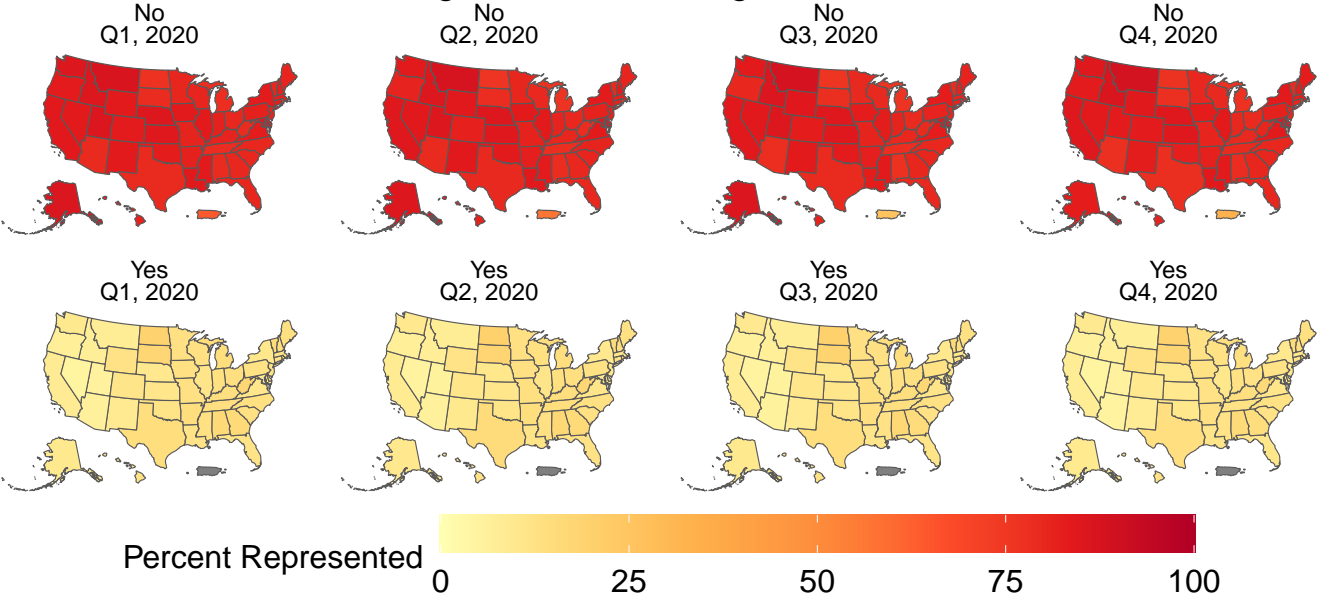 No
Q1, 2020
No
Q2, 2020
No
Q3, 2020
No
Q4, 2020
Yes
Q1, 2020
Yes
Q2, 2020
Yes
Q3, 2020
Yes
Q4, 2020
Percent Represented
0
25
50
75
100